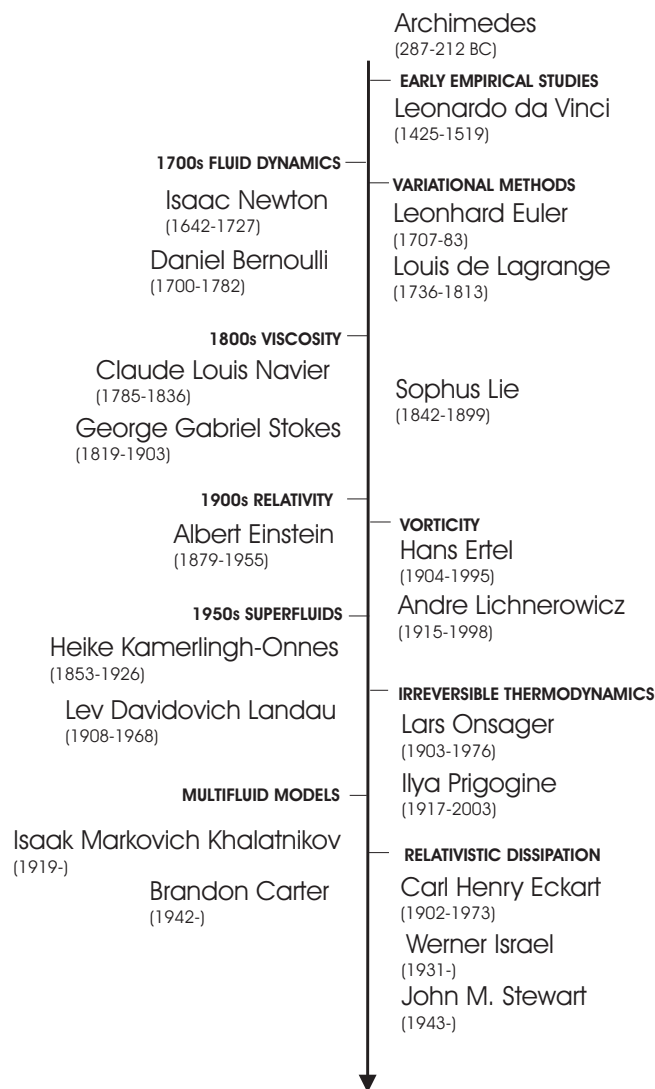 Archimedes
(287-212 BC)
EARLY EMPIRICAL STUDIES
Leonardo da Vinci
(1425-1519)
1700s FLUID DYNAMICS
Isaac Newton
(1642-1727)
Daniel Bernoulli
(1700-1782)
VARIATIONAL METHODS
Leonhard Euler
(1707-83)
Louis de Lagrange
(1736-1813)
1800s VISCOSITY
Claude Louis Navier
(1785-1836)
George Gabriel Stokes
(1819-1903)
Sophus Lie
(1842-1899)
1900s RELATIVITY
Albert Einstein
(1879-1955)
VORTICITY
Hans Ertel
(1904-1995)
Andre Lichnerowicz
(1915-1998)
1950s SUPERFLUIDS
Heike Kamerlingh-Onnes
(1853-1926)
Lev Davidovich Landau
(1908-1968)
IRREVERSIBLE THERMODYNAMICS
Lars Onsager
(1903-1976)
Ilya Prigogine
(1917-2003)
MULTIFLUID MODELS
Isaak Markovich Khalatnikov
(1919-)
Brandon Carter
(1942-)
RELATIVISTIC DISSIPATION
Carl Henry Eckart
(1902-1973)
Werner Israel
(1931-)
John M. Stewart
(1943-)